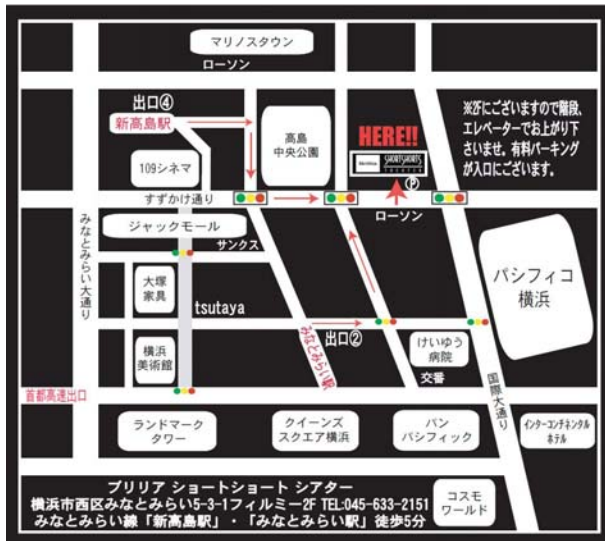 マリノスタウン
ローソン
出口④
新高島駅
109シネマ
高島
中央公園
HERE!!
SHORTSHORTS
THEATER
Ⓟ
※2Fにございますので階段、
エレベーターでお上がり下
さいませ。有料パーキング
が入口にございます。
すずかけ通り
ローソン
ジャックモール
サンクス
みなとみらい大通り
大塚
家具
tsutaya
パシフィコ
横浜
横浜
美術館
出口②
みなとみらい駅
けいゆう
病院
交番
首都高速出口
国際大通り
ランドマーク
タワー
クイーンズ
スクエア横浜
パン
パシフィック
インターコンチネンタル
ホテル
コスモ
ワールド
ブリリア ショートショート シアター
横浜市西区みなとみらい5-3-1フィルミー2F TEL:045-633-2151
みなとみらい線「新高島駅」・「みなとみらい駅」徒歩5分